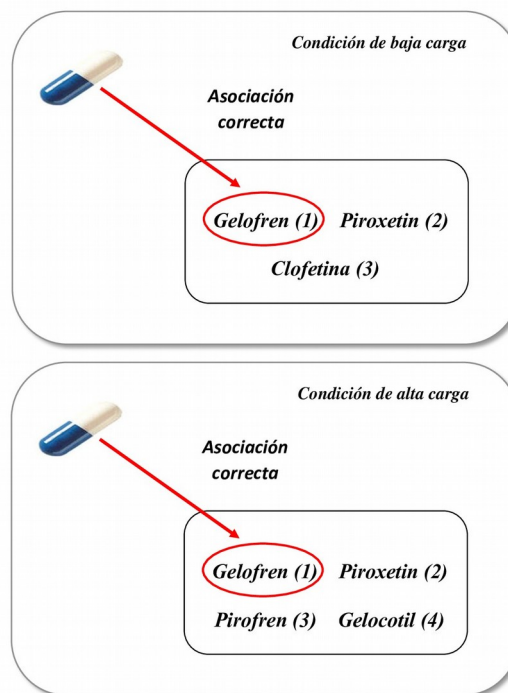 Condición de baja carga
Asociación
correcta
Gelofren (1) Piroxetin (2)
Clofetina (3)
Condición de alta carga
Asociación
correcta
Gelofren (1) Piroxetin (2)
Pirofren (3) Gelocotil (4)